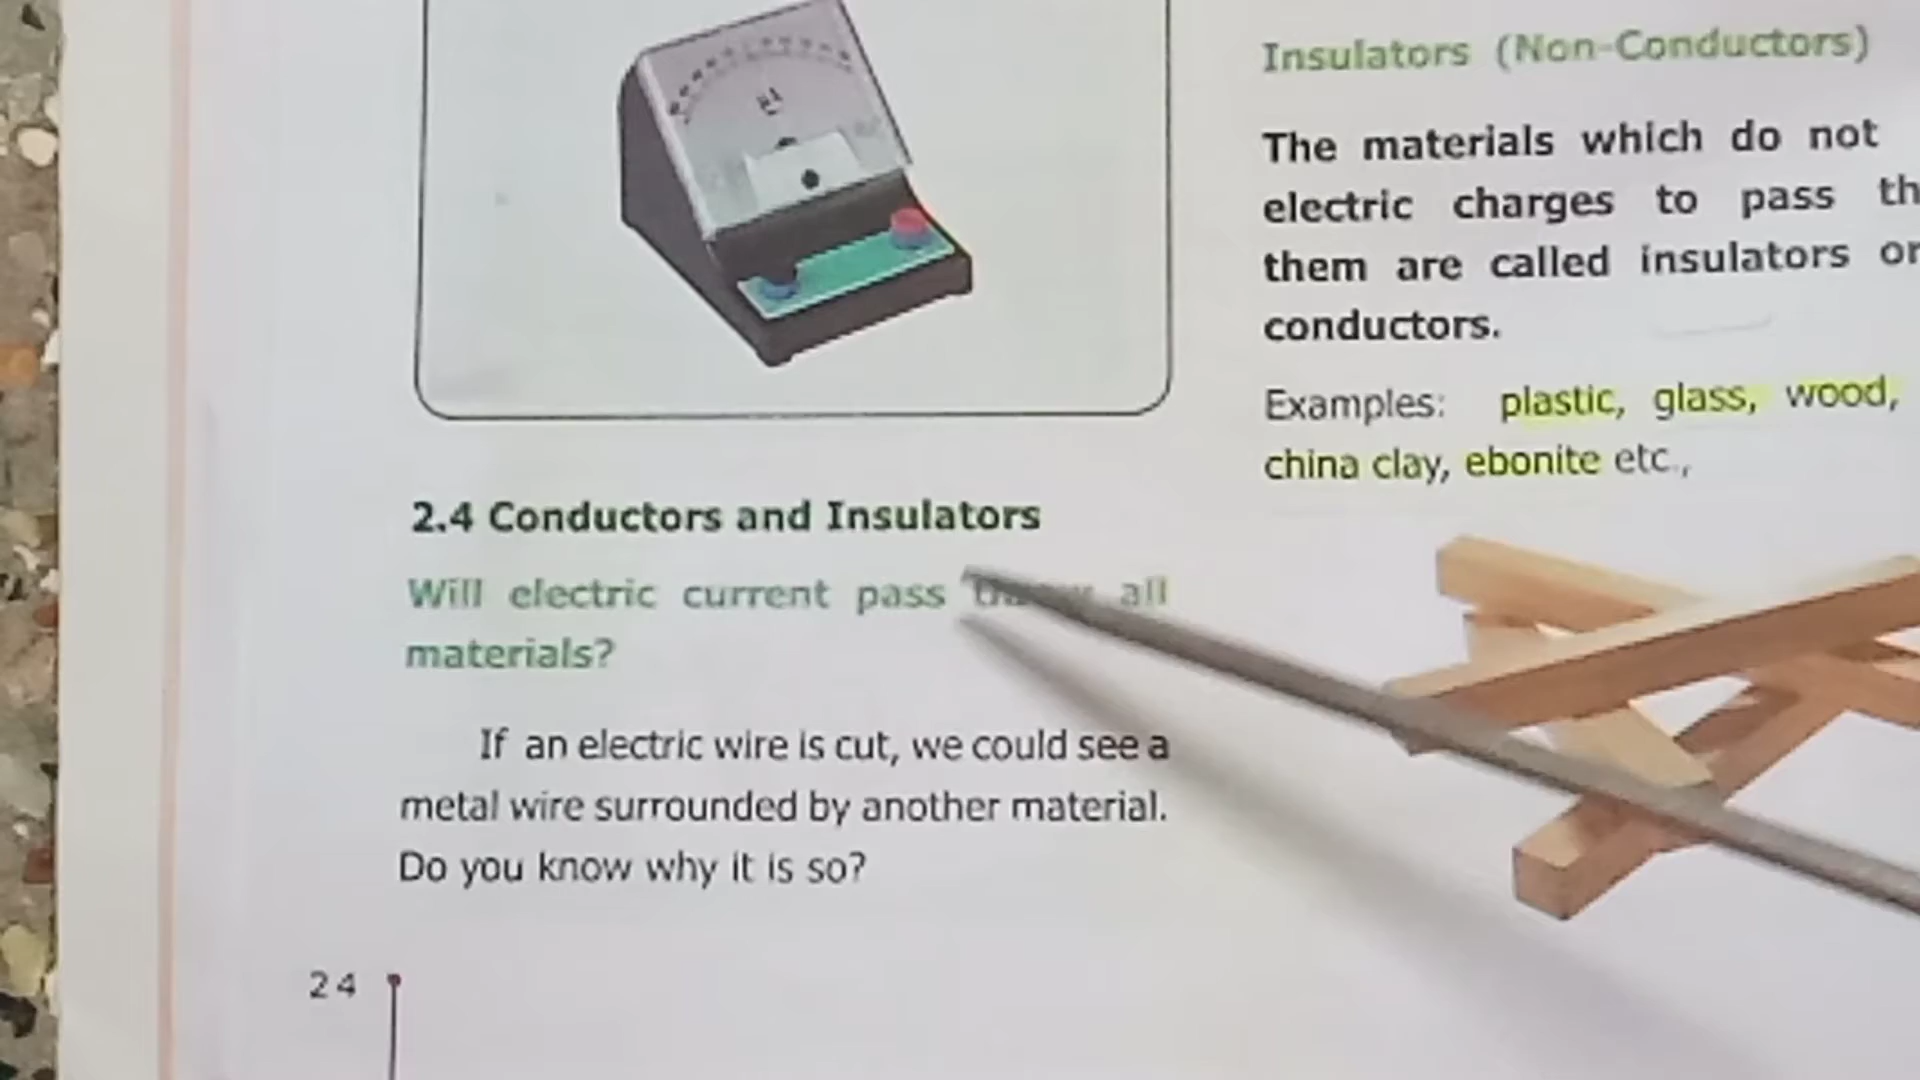 2.4 Conductors and Insulators
Will electric current pass all
materials?
If an electric wire is cut, we could see a
metal wire surrounded by another material.
Do you know why it is so?
24
Insulators (Non-Conductors)
The materials which do not
electric charges to pass th
them are called insulators or
conductors.
Examples: plastic, glass, wood,
china clay, ebonite etc.,